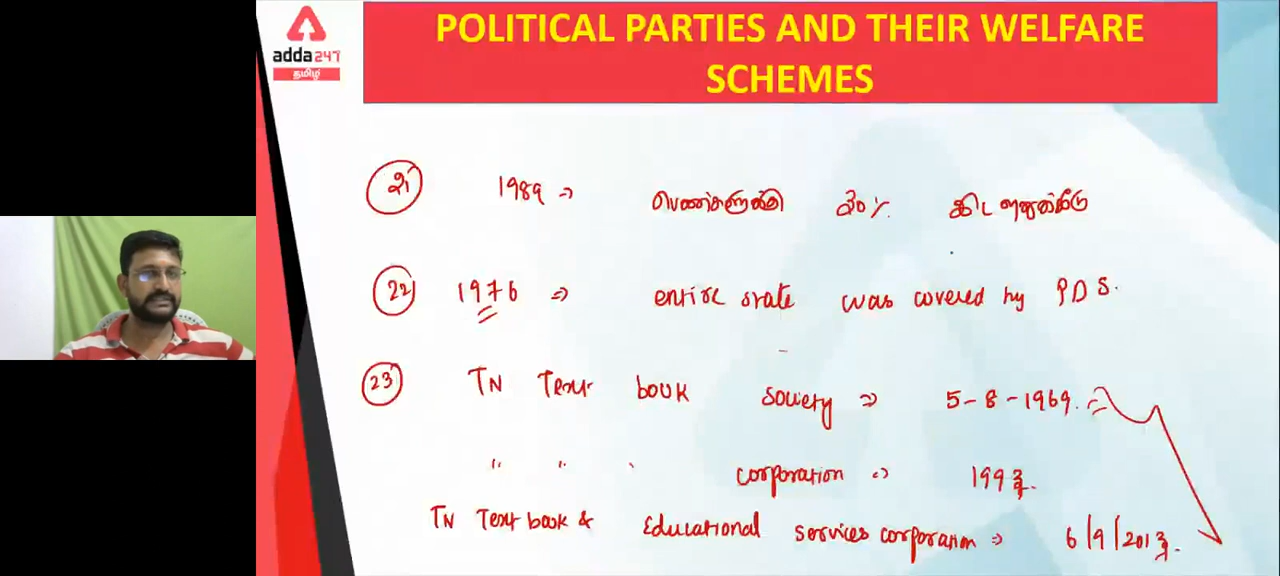 adda247
தமிழ்
POLITICAL PARTIES AND THEIR WELFARE
SCHEMES
21 1989 => பெண்களுக்கு 30% இட ஒதுக்கீடு
22 1976 => entire state was covered by PDS.
23 TN Text book society => 5-8-1969. =>
" " " corporation => 1993.
TN Text book & Educational services corporation => 6/9/2013.